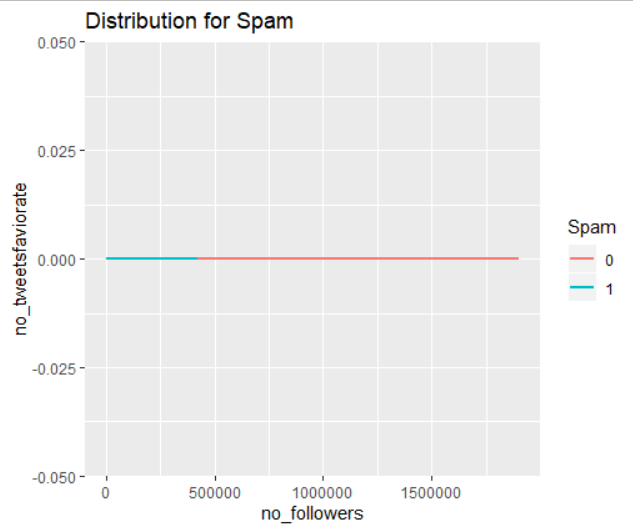 Distribution for Spam
0.050
0.025
0.000
-0.025
-0.050
no_tweetsfaviorate
0
500000
1000000
1500000
no_followers
Spam
0
1